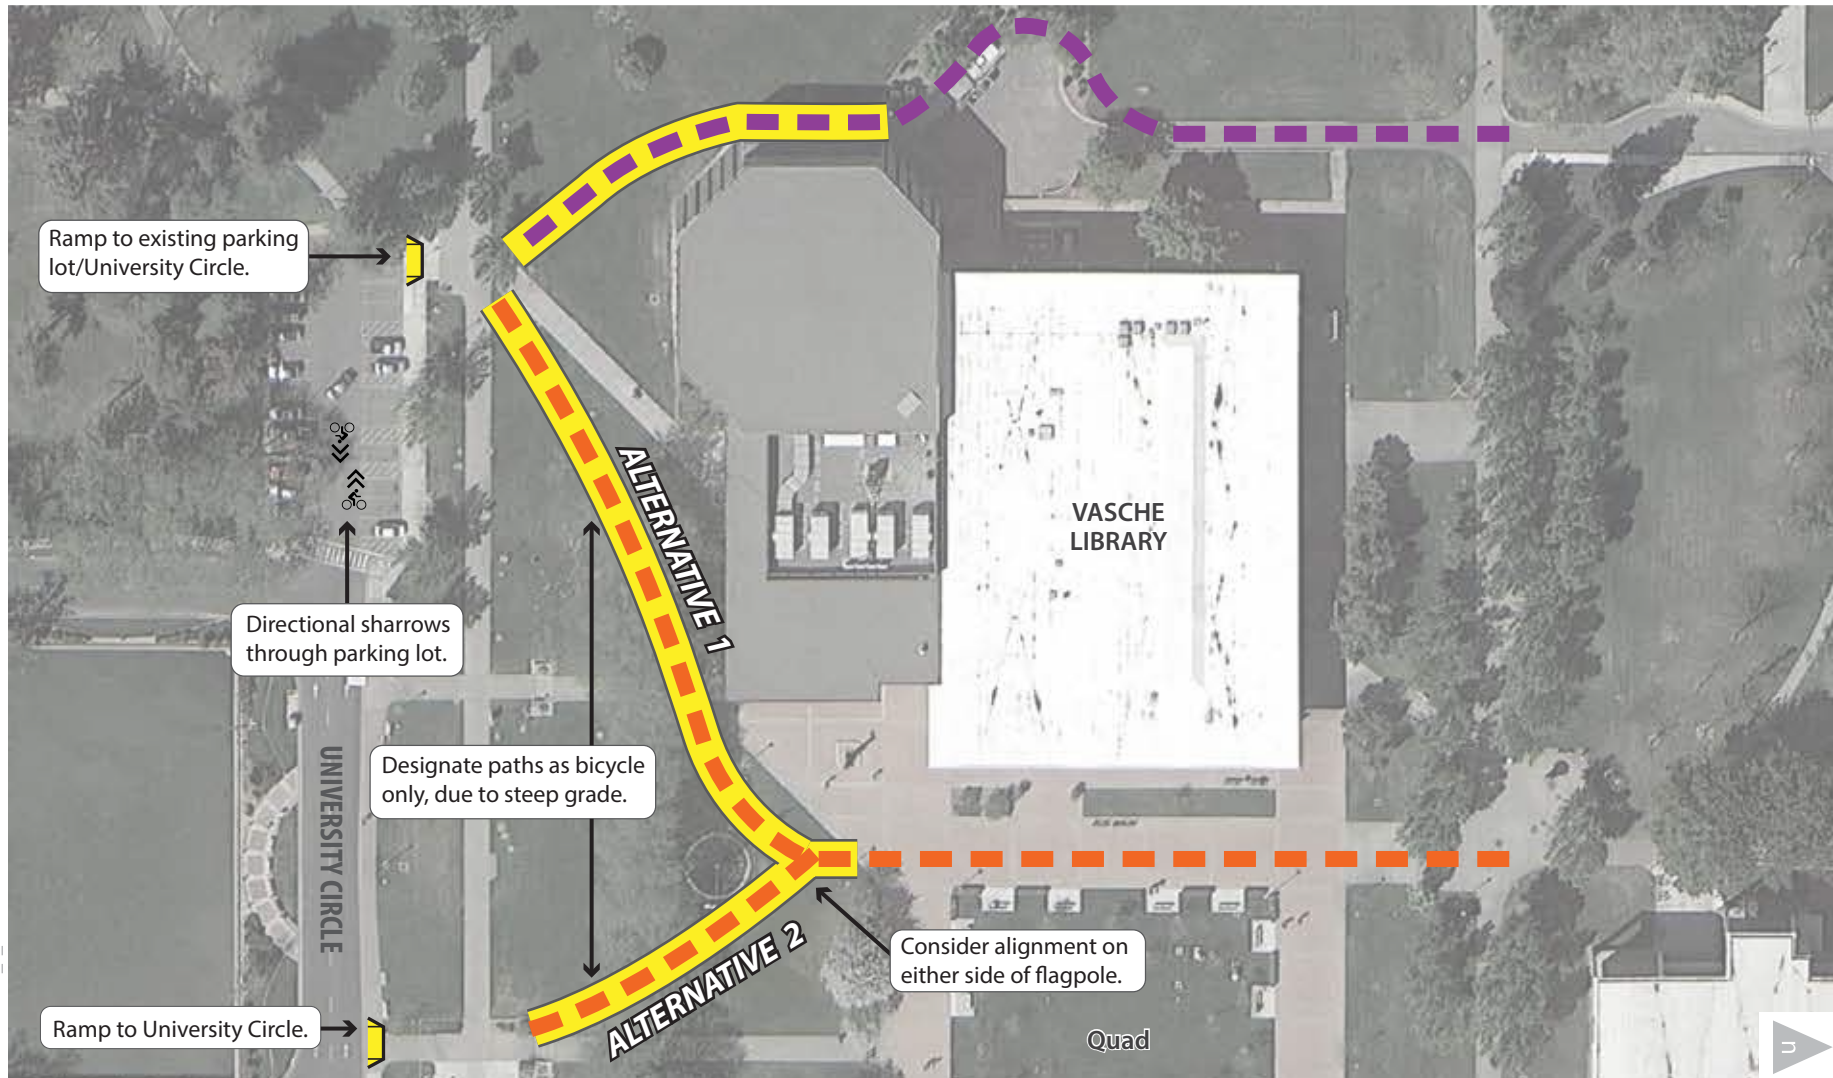 Ramp to existing parking
lot/University Circle.
ALTERNATIVE 1
VASCHE
LIBRARY
Directional sharrows
through parking lot.
UNIVERSITY CIRCLE
Designate paths as bicycle
only, due to steep grade.
ALTERNATIVE 2
Consider alignment on
either side of flagpole.
Ramp to University Circle.
Quad
n